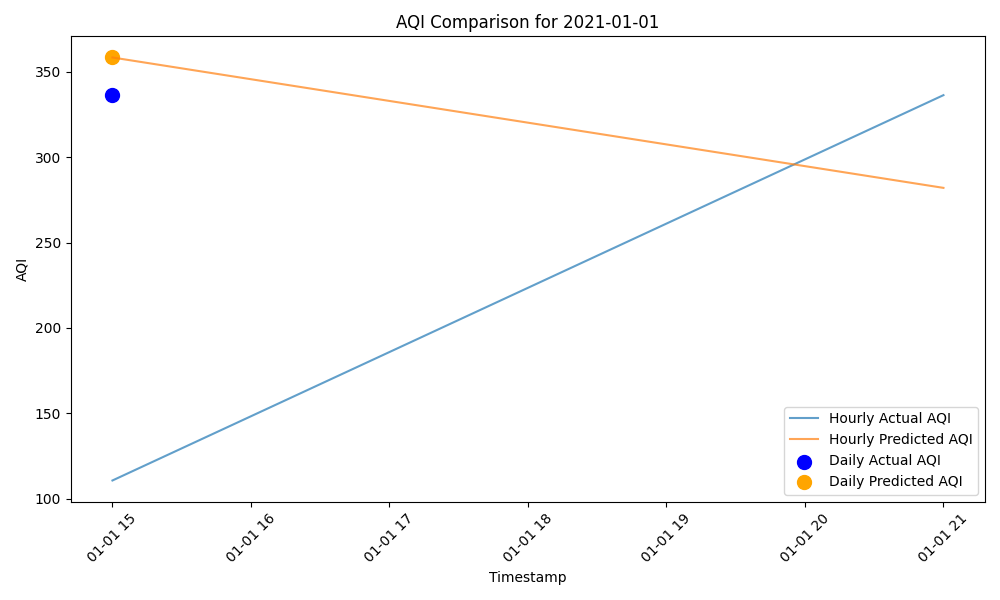 AQI Comparison for 2021-01-01
AQI
350
300
250
200
150
100
Hourly Actual AQI
Hourly Predicted AQI
Daily Actual AQI
Daily Predicted AQI
01-01 15
01-01 16
01-01 17
01-01 18
01-01 19
01-01 20
01-01 21
Timestamp